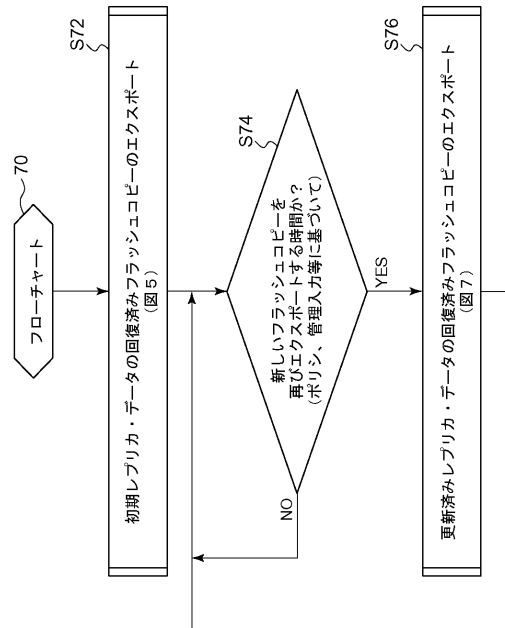 70
フローチャート
S72
初期レプリカ・データの回復済みフラッシュコピーのエクスポート
(図5)
S74
新しいフラッシュコピーを
再びエクスポートする時間か?
(ポリシ、管理入力等に基づいて)
NO
YES
S76
更新済みレプリカ・データの回復済みフラッシュコピーのエクスポート
(図7)